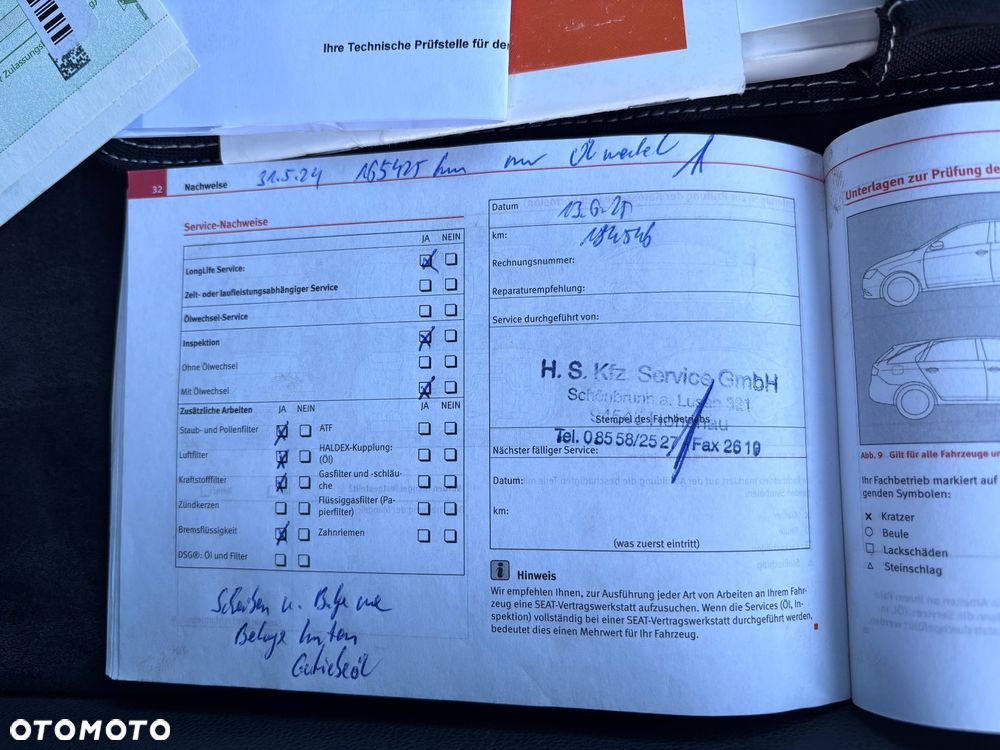 r Zulassungs
Ihre Technische Prüfstelle für de
31.5.24 165425 km nur Ölwechsel
32 Nachweise
Service-Nachweise
JA NEIN
LongLife Service:
Zeit- oder laufleistungsabhängiger Service
Ölwechsel-Service
Inspektion
Ohne Ölwechsel
Mit Ölwechsel
Zusätzliche Arbeiten JA NEIN JA NEIN
Staub- und Pollenfilter
ATF
Luftfilter
HALDEX-Kupplung:
(Öl)
Kraftstofffilter
Gasfilter und -schläu-
che
Zündkerzen
Flüssiggasfilter (Pa-
pierfilter)
Bremsflüssigkeit
Zahnriemen
DSG®: Öl und Filter
Scheiben u.
Beläge hinten
Getriebeöl
Datum
km:
184546
Rechnungsnummer:
Reparaturempfehlung:
Service durchgeführt von:
H. S. Kfz. Service GmbH
Schönbrunn a. Lusen 321
Stempel des Fachbetriebs
Tel. 08558/2527 Fax 2610
Nächster fälliger Service:
Datum:
km:
(was zuerst eintritt)
i Hinweis
Wir empfehlen Ihnen, zur Ausführung jeder Art von Arbeiten an Ihrem Fahr-
zeug eine SEAT-Vertragswerkstatt aufzusuchen. Wenn die Services (Öl, In-
spektion) vollständig bei einer SEAT-Vertragswerkstatt durchgeführt werden,
bedeutet dies einen Mehrwert für Ihr Fahrzeug.
Unterlagen zur Prüfung de
Abb. 9 Gilt für alle Fahrzeuge un
Ihr Fachbetrieb markiert auf
genden Symbolen:
Kratzer
Beule
Lackschäden
Steinschlag
OTOMOTO